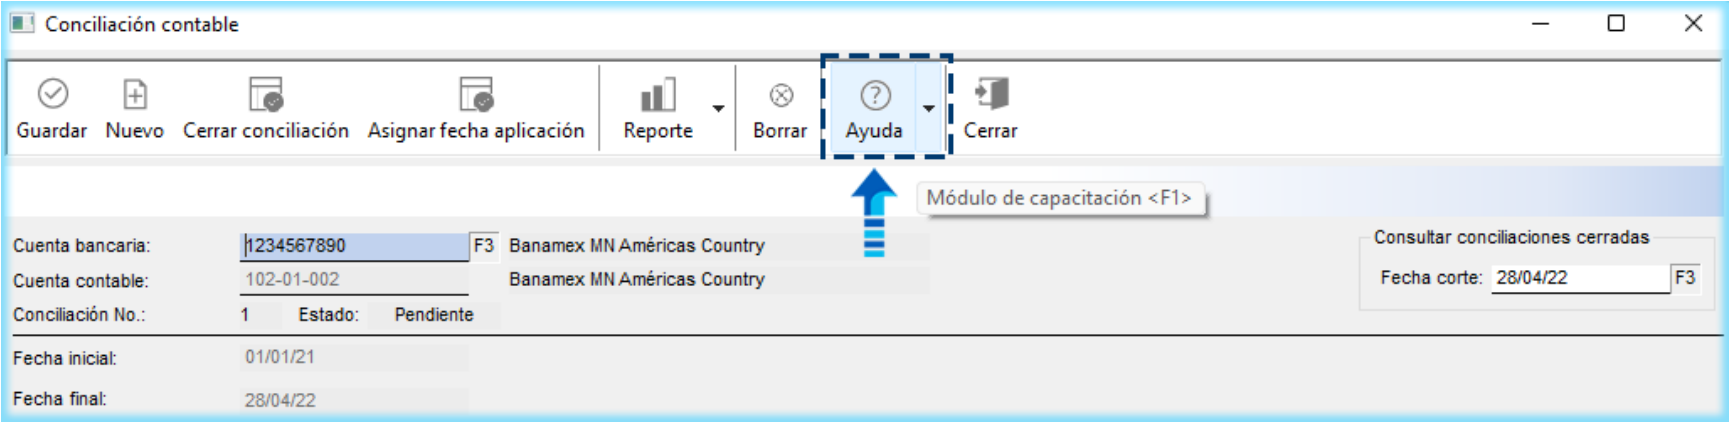 Conciliación contable
Guardar Nuevo Cerrar conciliación Asignar fecha aplicación Reporte Borrar Ayuda Cerrar
Módulo de capacitación <F1>
Cuenta bancaria: 1234567890 F3 Banamex MN Américas Country
Consultar conciliaciones cerradas
Cuenta contable: 102-01-002 Banamex MN Américas Country
Fecha corte: 28/04/22 F3
Conciliación No.: 1 Estado: Pendiente
Fecha inicial: 01/01/21
Fecha final: 28/04/22